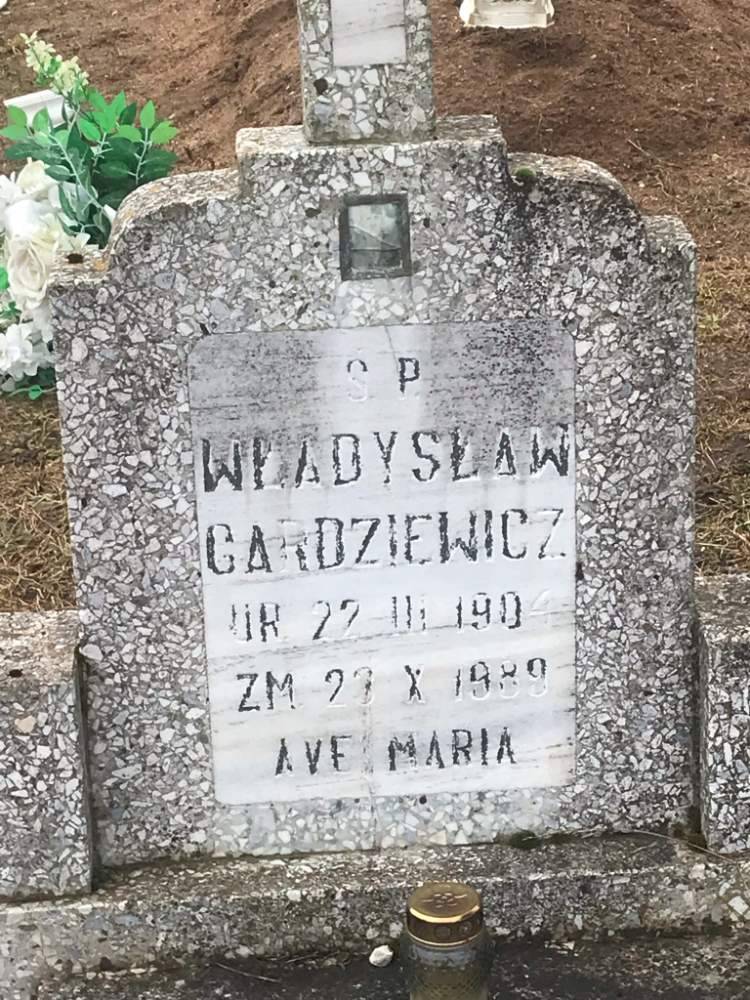 Ś P.
WŁADYSŁAW
GARDZIEWICZ
UR 22 III 1904
ZM 23 X 1989
AVE MARIA